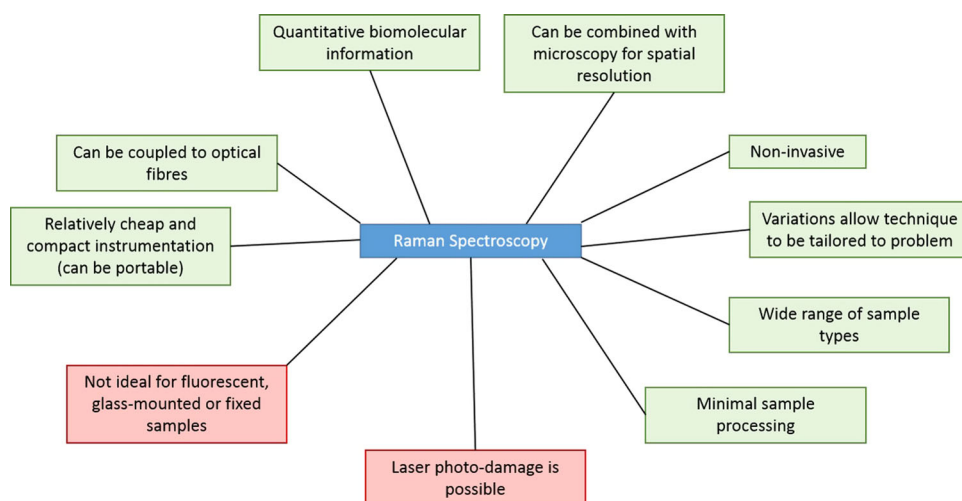 Quantitative biomolecular
information
Can be combined with
microscopy for spatial
resolution
Can be coupled to optical
fibres
Non-invasive
Relatively cheap and
compact instrumentation
(can be portable)
Raman Spectroscopy
Variations allow technique
to be tailored to problem
Wide range of sample
types
Not ideal for fluorescent,
glass-mounted or fixed
samples
Minimal sample
processing
Laser photo-damage is
possible